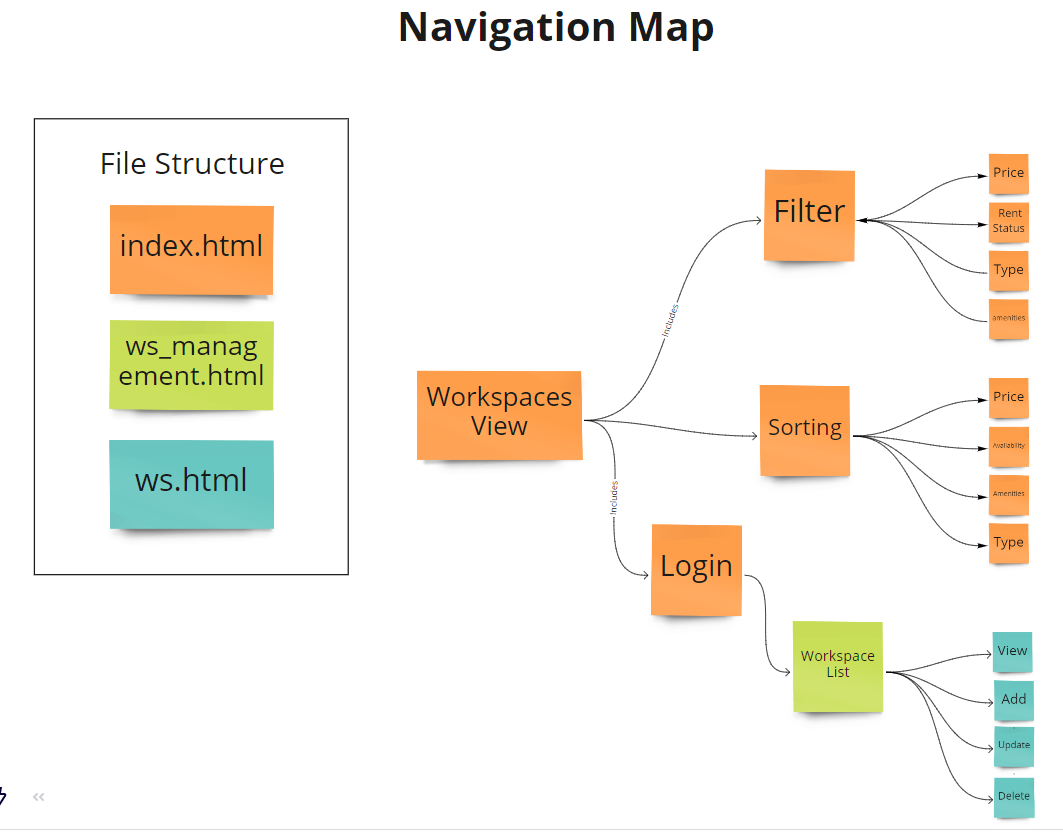 Navigation Map
File Structure
index.html
ws_manag
ement.html
ws.html
Workspaces
View
Includes
Includes
Filter
Price
Rent
Status
Type
amenities
Sorting
Price
Availability
Amenities
Type
Login
Workspace
List
View
Add
Update
Delete